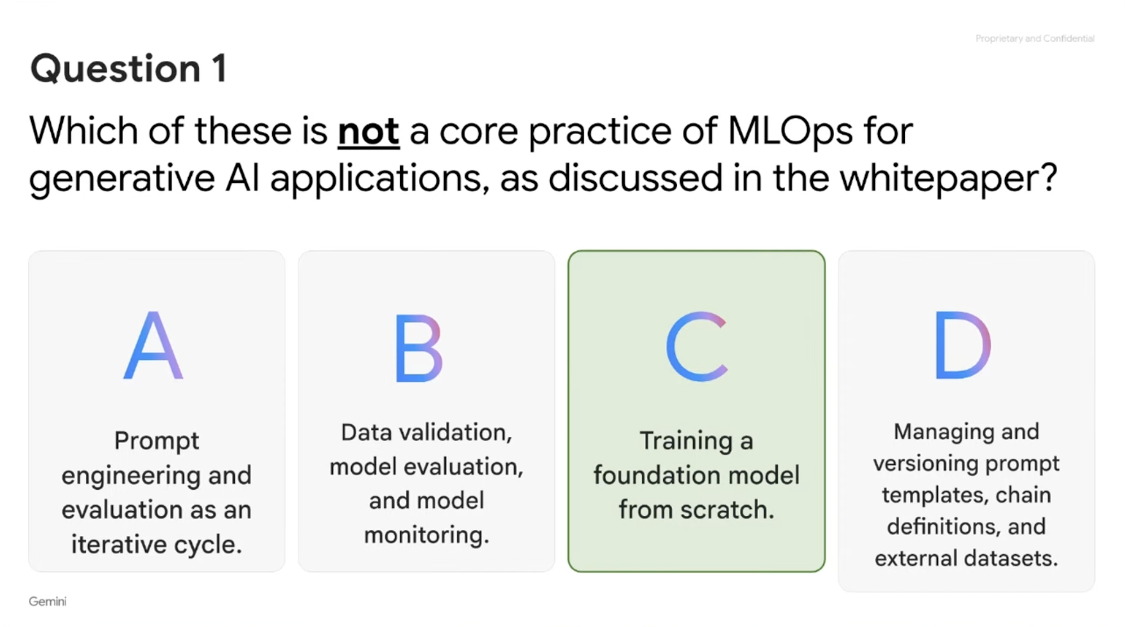 Proprietary and Confidential
Question 1
Which of these is not a core practice of MLOps for
generative AI applications, as discussed in the whitepaper?
A
Prompt
engineering and
evaluation as an
iterative cycle.
B
Data validation,
model evaluation,
and model
monitoring.
C
Training a
foundation model
from scratch.
D
Managing and
versioning prompt
templates, chain
definitions, and
external datasets.
Gemini